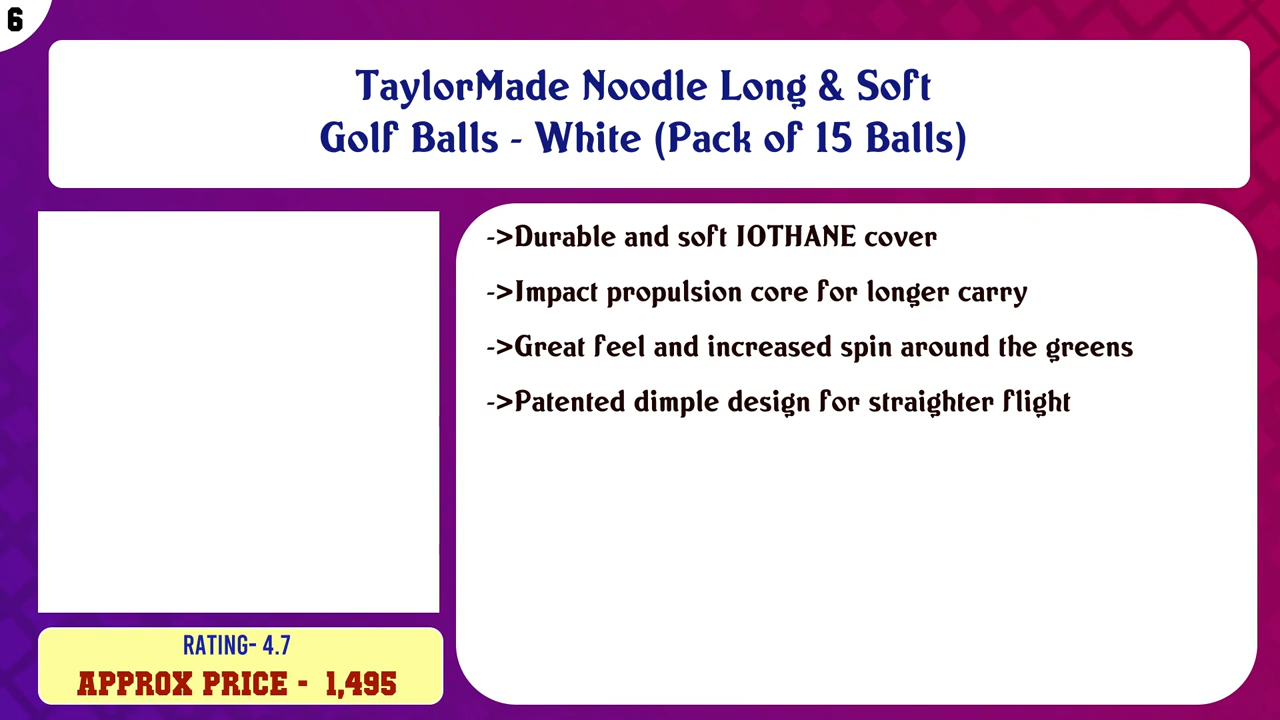 6
TaylorMade Noodle Long & Soft
Golf Balls - White (Pack of 15 Balls)
->Durable and soft IOTHANE cover
->Impact propulsion core for longer carry
->Great feel and increased spin around the greens
->Patented dimple design for straighter flight
RATING- 4.7
APPROX PRICE - 1,495